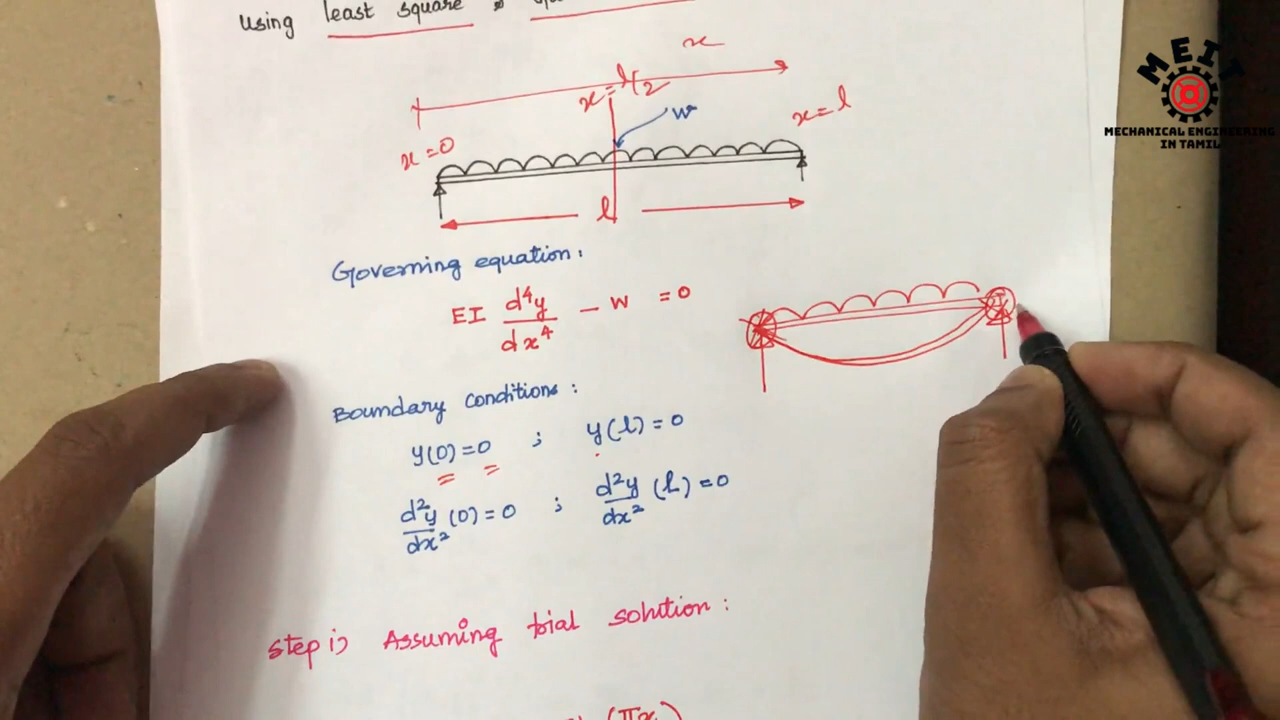 using least square &
x
x = l/2
w
x = l
x = 0
l
Governing equation:
EI d⁴y/dx⁴ - w = 0
Boundary conditions:
y(0) = 0 ; y(l) = 0
d²y/dx² (0) = 0 ; d²y/dx² (l) = 0
Step i) Assuming trial solution:
(πx
MEIT
MECHANICAL ENGINEERING
IN TAMIL